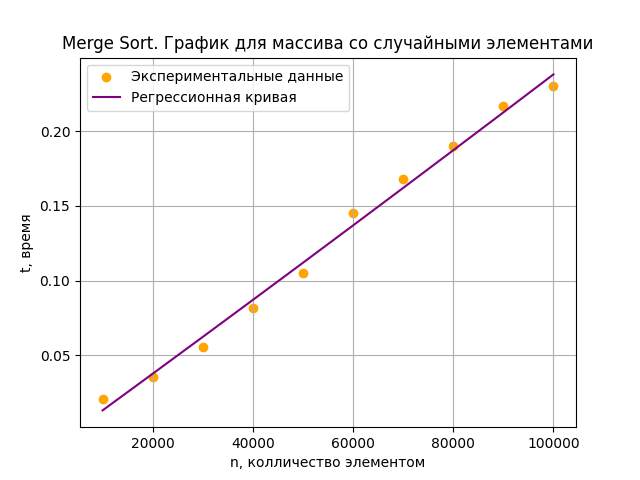 Merge Sort. График для массива со случайными элементами
Экспериментальные данные
Регрессионная кривая
0.20
0.15
0.10
0.05
t, время
20000 40000 60000 80000 100000
n, колличество элементом